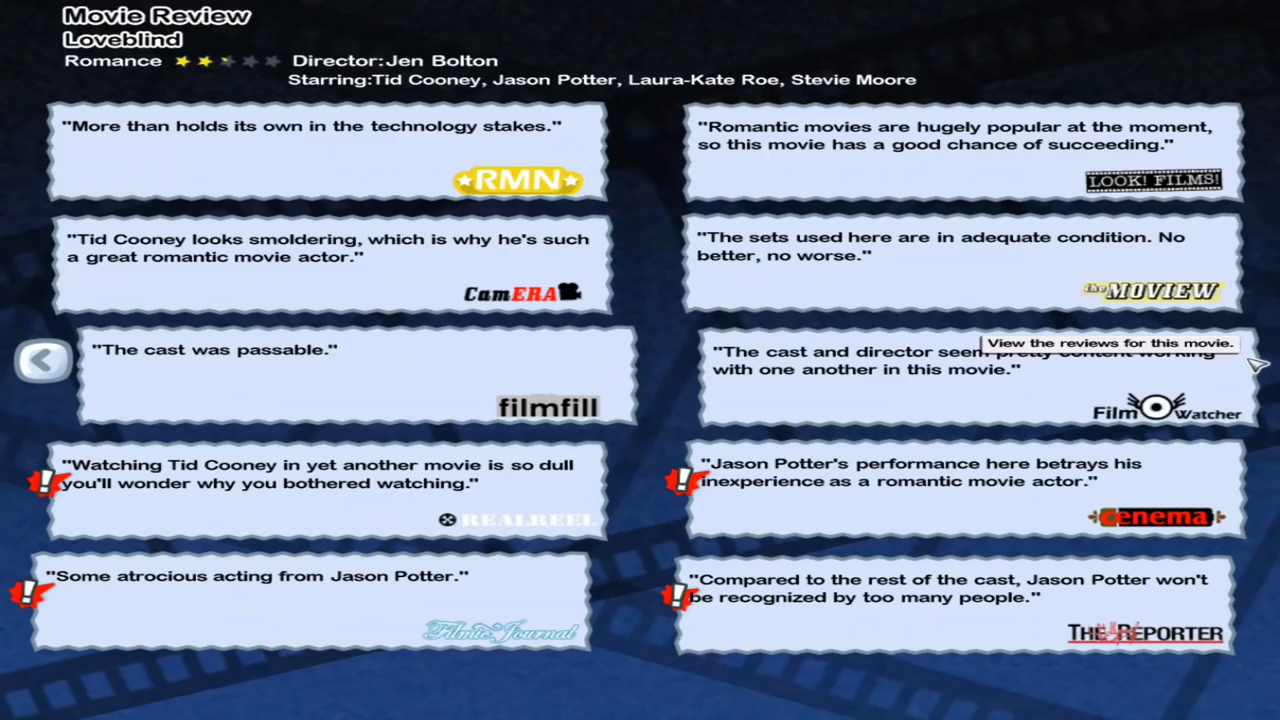 Movie Review
Loveblind
Romance
Director:Jen Bolton
Starring:Tid Cooney, Jason Potter, Laura-Kate Roe, Stevie Moore
"More than holds its own in the technology stakes."
RMN
"Romantic movies are hugely popular at the moment,
so this movie has a good chance of succeeding."
LOOK! FILMS!
"Tid Cooney looks smoldering, which is why he's such
a great romantic movie actor."
CamERA
"The sets used here are in adequate condition. No
better, no worse."
the MOVIEW
"The cast was passable."
filmfill
View the reviews for this movie.
"The cast and director seem pretty content working
with one another in this movie."
Film Watcher
"Watching Tid Cooney in yet another movie is so dull
you'll wonder why you bothered watching."
REALREEL
"Jason Potter's performance here betrays his
inexperience as a romantic movie actor."
cenema
"Some atrocious acting from Jason Potter."
Filmic Journal
"Compared to the rest of the cast, Jason Potter won't
be recognized by too many people."
THE REPORTER